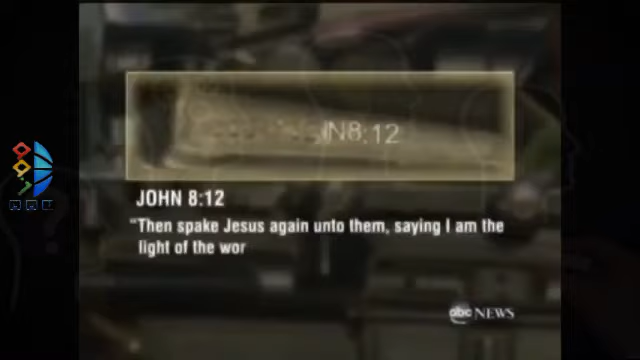 JN8:12
JOHN 8:12
“Then spake Jesus again unto them, saying I am the
light of the wor
abc NEWS